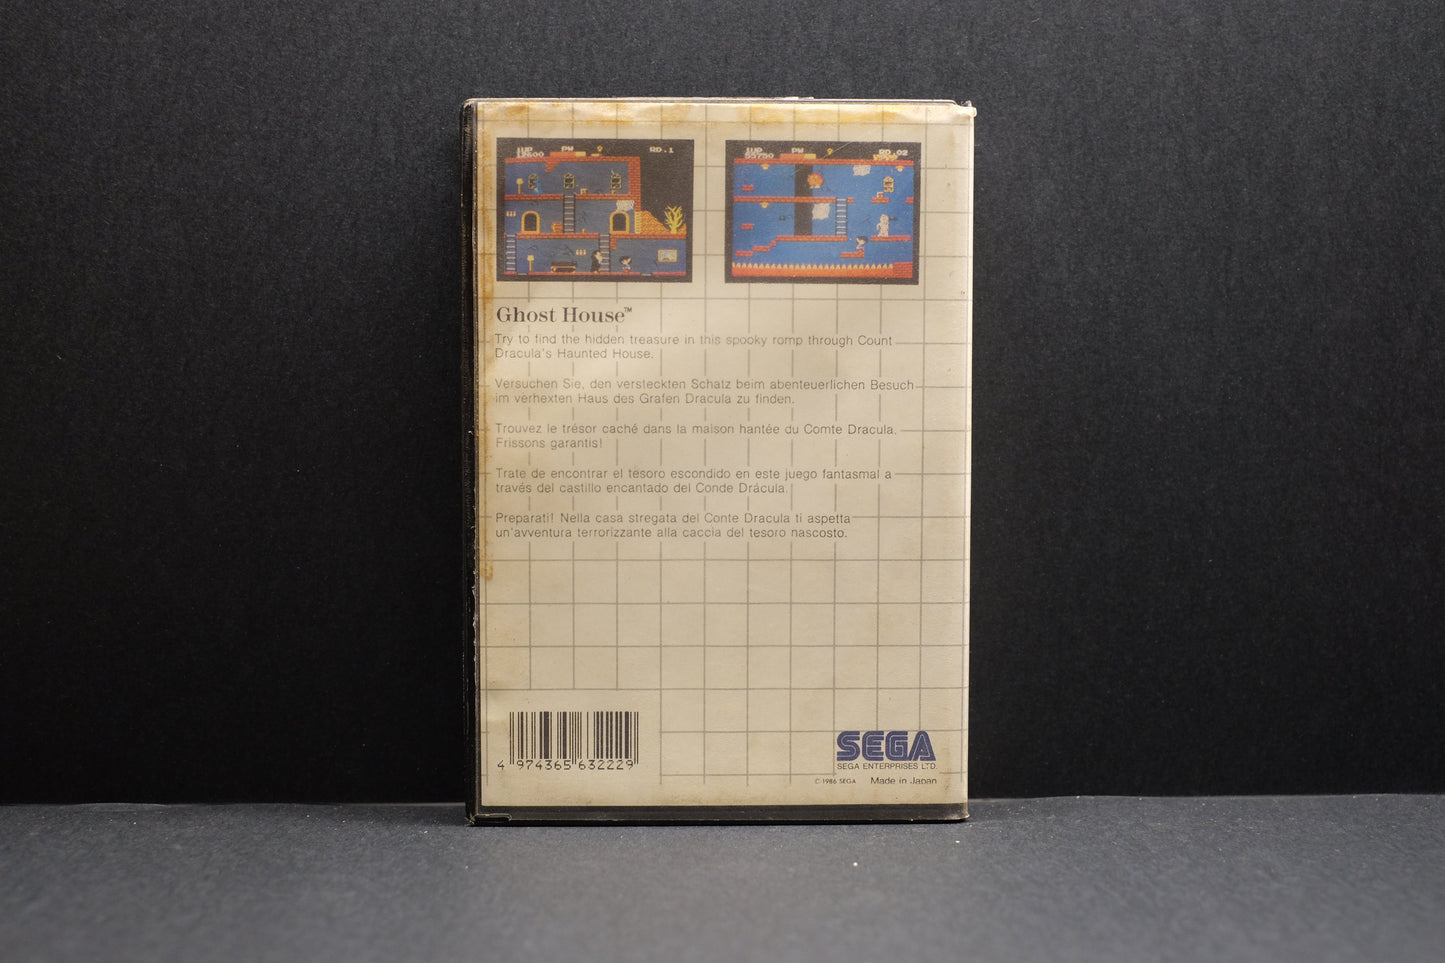 1UP PW RD.1
12600
1UP PW RD.02
55750
Ghost House™
Try to find the hidden treasure in this spooky romp through Count
Dracula's Haunted House.
Versuchen Sie, den versteckten Schatz beim abenteuerlichen Besuch
im verhexten Haus des Grafen Dracula zu finden.
Trouvez le trésor caché dans la maison hantée du Comte Dracula.
Frissons garantis!
Trate de encontrar el tesoro escondido en este juego fantasmal a
través del castillo encantado del Conde Drácula.
Preparati! Nella casa stregata del Conte Dracula ti aspetta
un'avventura terrorizzante alla caccia del tesoro nascosto.
4 974365 632229
SEGA
SEGA ENTERPRISES LTD.
©1986 SEGA Made in Japan